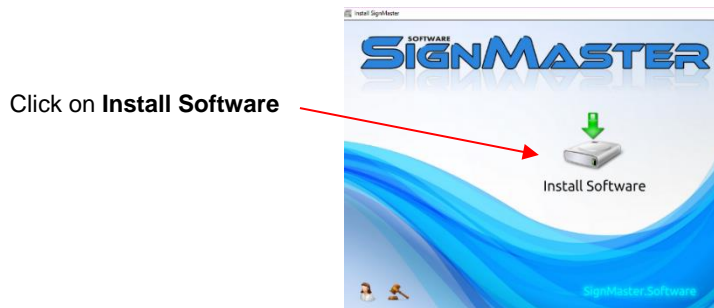 Install SignMaster
SOFTWARE
SIGNMASTER
Click on Install Software
Install Software
SignMaster.Software